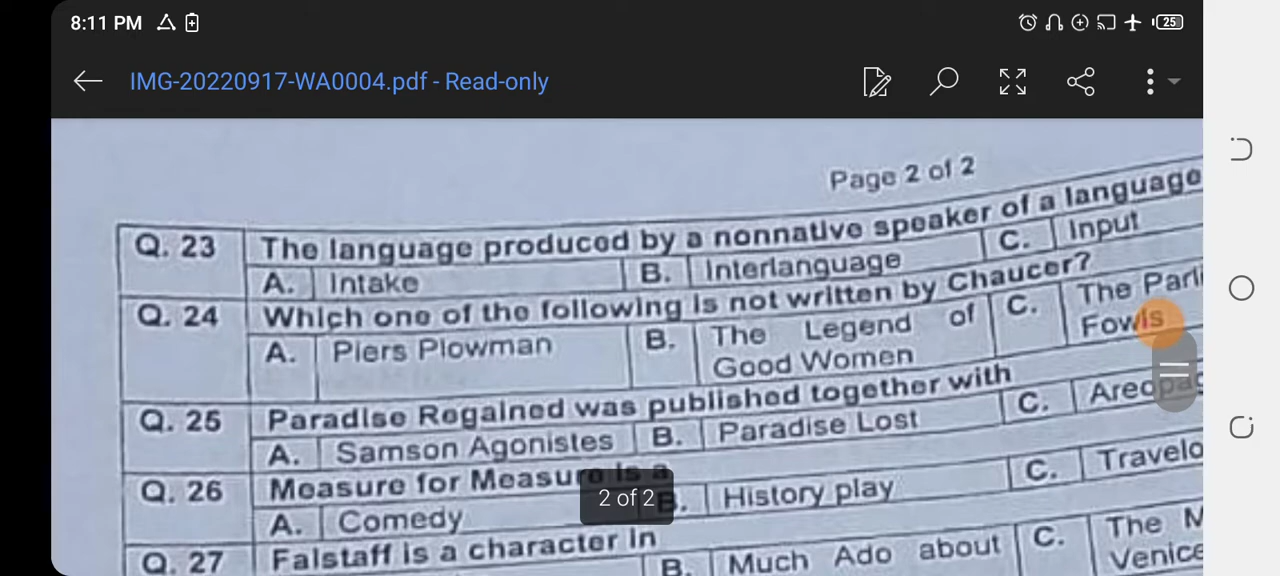 8:11 PM
25
IMG-20220917-WA0004.pdf - Read-only
Page 2 of 2
Q. 23 The language produced by a nonnative speaker of a language
A. Intake B. Interlanguage C. Input
Q. 24 Which one of the following is not written by Chaucer?
A. Piers Plowman B. The Legend of Good Women C. The Parli Fowls
Q. 25 Paradise Regained was published together with
A. Samson Agonistes B. Paradise Lost C. Areopag
Q. 26 Measure for Measure is a
A. Comedy B. History play C. Travelo
2 of 2
Q. 27 Falstaff is a character in
B. Much Ado about C. The M Venice